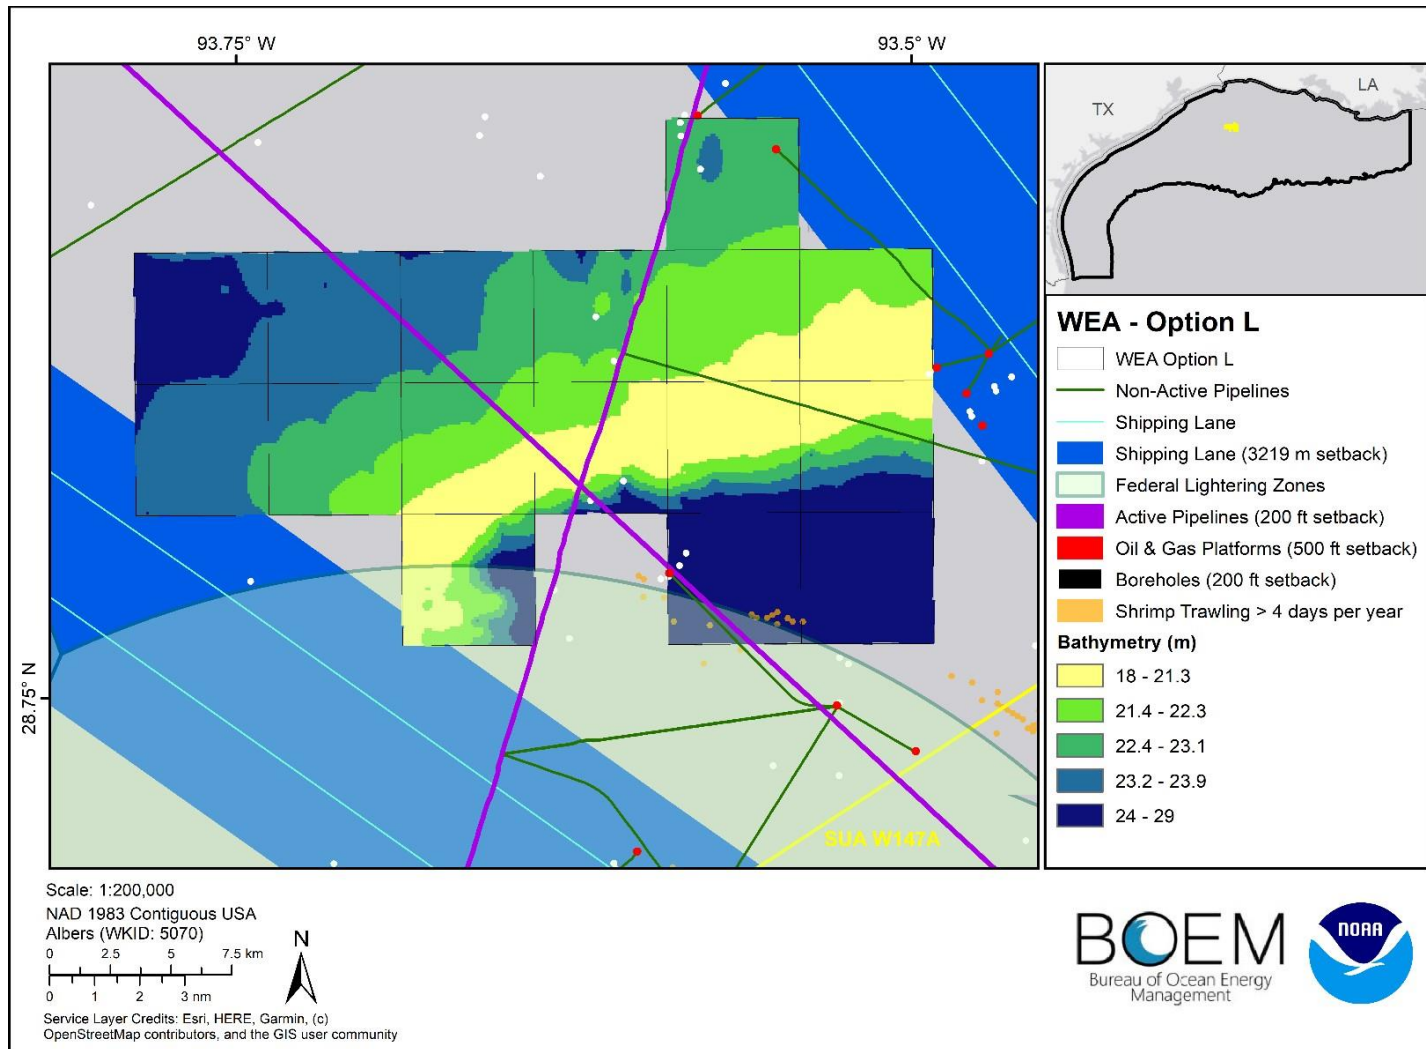 93.75° W
93.5° W
28.75° N
SUA W147A
TX
LA
WEA - Option L
WEA Option L
Non-Active Pipelines
Shipping Lane
Shipping Lane (3219 m setback)
Federal Lightering Zones
Active Pipelines (200 ft setback)
Oil & Gas Platforms (500 ft setback)
Boreholes (200 ft setback)
Shrimp Trawling > 4 days per year
Bathymetry (m)
18 - 21.3
21.4 - 22.3
22.4 - 23.1
23.2 - 23.9
24 - 29
Scale: 1:200,000
NAD 1983 Contiguous USA
Albers (WKID: 5070)
0 2.5 5 7.5 km
0 1 2 3 nm
N
Service Layer Credits: Esri, HERE, Garmin, (c)
OpenStreetMap contributors, and the GIS user community
BOEM
Bureau of Ocean Energy
Management
NOAA